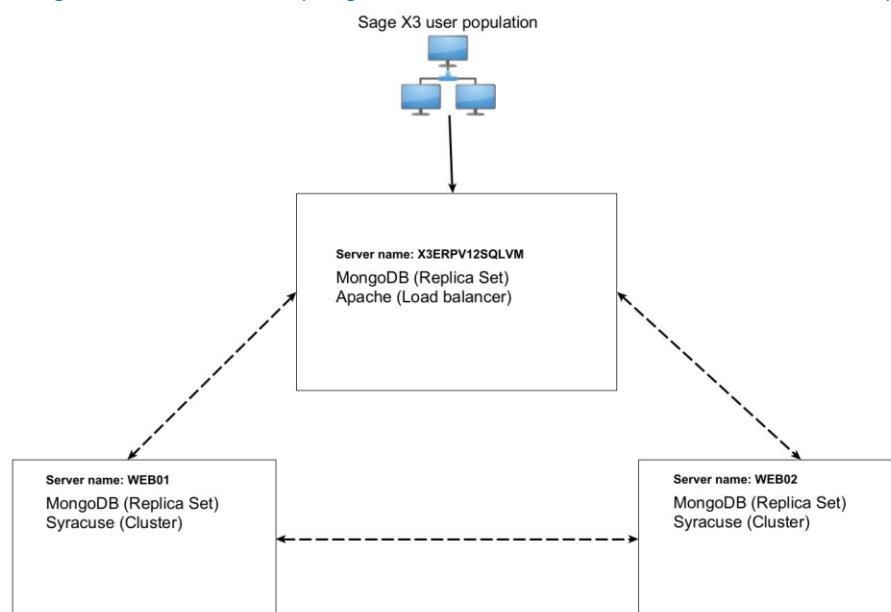 Sage X3 user population
Server name: X3ERPV12SQLVM
MongoDB (Replica Set)
Apache (Load balancer)
Server name: WEB01
MongoDB (Replica Set)
Syracuse (Cluster)
Server name: WEB02
MongoDB (Replica Set)
Syracuse (Cluster)